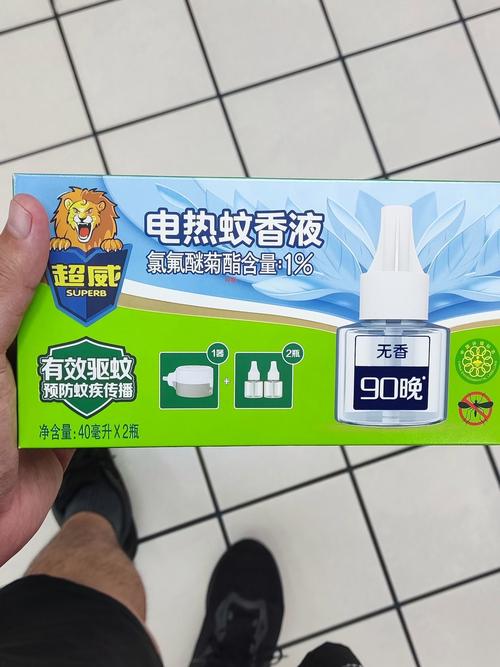 电热蚊香液
氯氟醚菊酯含量:1%
超威
SUPERB
有效驱蚊
预防蚊疾传播
1器
+
2瓶
无香
90晚*
净含量:40毫升X2瓶